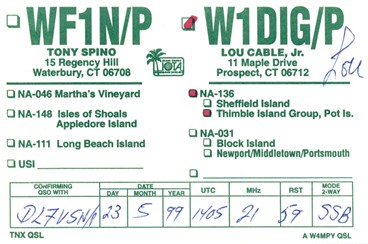 WF1N/P W1DIG/P
TONY SPINO LOU CABLE, Jr.
15 Regency Hill 11 Maple Drive
Waterbury, CT 06708 Prospect, CT 06712
Lou
IOTA
NA-046 Martha's Vineyard
NA-148 Isles of Shoals
Appledore Island
NA-111 Long Beach Island
USI
NA-136
Sheffield Island
Thimble Island Group, Pot Is.
NA-031
Block Island
Newport/Middletown/Portsmouth
CONFIRMING QSO WITH DAY DATE MONTH YEAR UTC MHz RST MODE 2-WAY
DL7VSN/P 23 5 99 1405 21 59 SSB
TNX QSL A W4MPY QSL